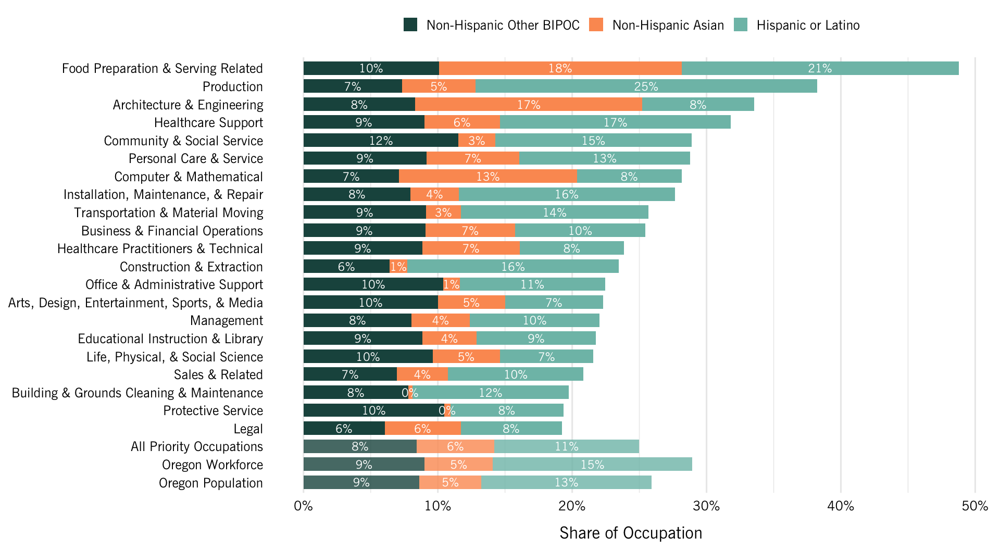 Non-Hispanic Other BIPOC Non-Hispanic Asian Hispanic or Latino
Food Preparation & Serving Related 10% 18% 21%
Production 7% 5% 25%
Architecture & Engineering 8% 17% 8%
Healthcare Support 9% 6% 17%
Community & Social Service 12% 3% 15%
Personal Care & Service 9% 7% 13%
Computer & Mathematical 7% 13% 8%
Installation, Maintenance, & Repair 8% 4% 16%
Transportation & Material Moving 9% 3% 14%
Business & Financial Operations 9% 7% 10%
Healthcare Practitioners & Technical 9% 7% 8%
Construction & Extraction 6% 1% 16%
Office & Administrative Support 10% 1% 11%
Arts, Design, Entertainment, Sports, & Media 10% 5% 7%
Management 8% 4% 10%
Educational Instruction & Library 9% 4% 9%
Life, Physical, & Social Science 10% 5% 7%
Sales & Related 7% 4% 10%
Building & Grounds Cleaning & Maintenance 8% 0% 12%
Protective Service 10% 0% 8%
Legal 6% 6% 8%
All Priority Occupations 8% 6% 11%
Oregon Workforce 9% 5% 15%
Oregon Population 9% 5% 13%
0% 10% 20% 30% 40% 50%
Share of Occupation